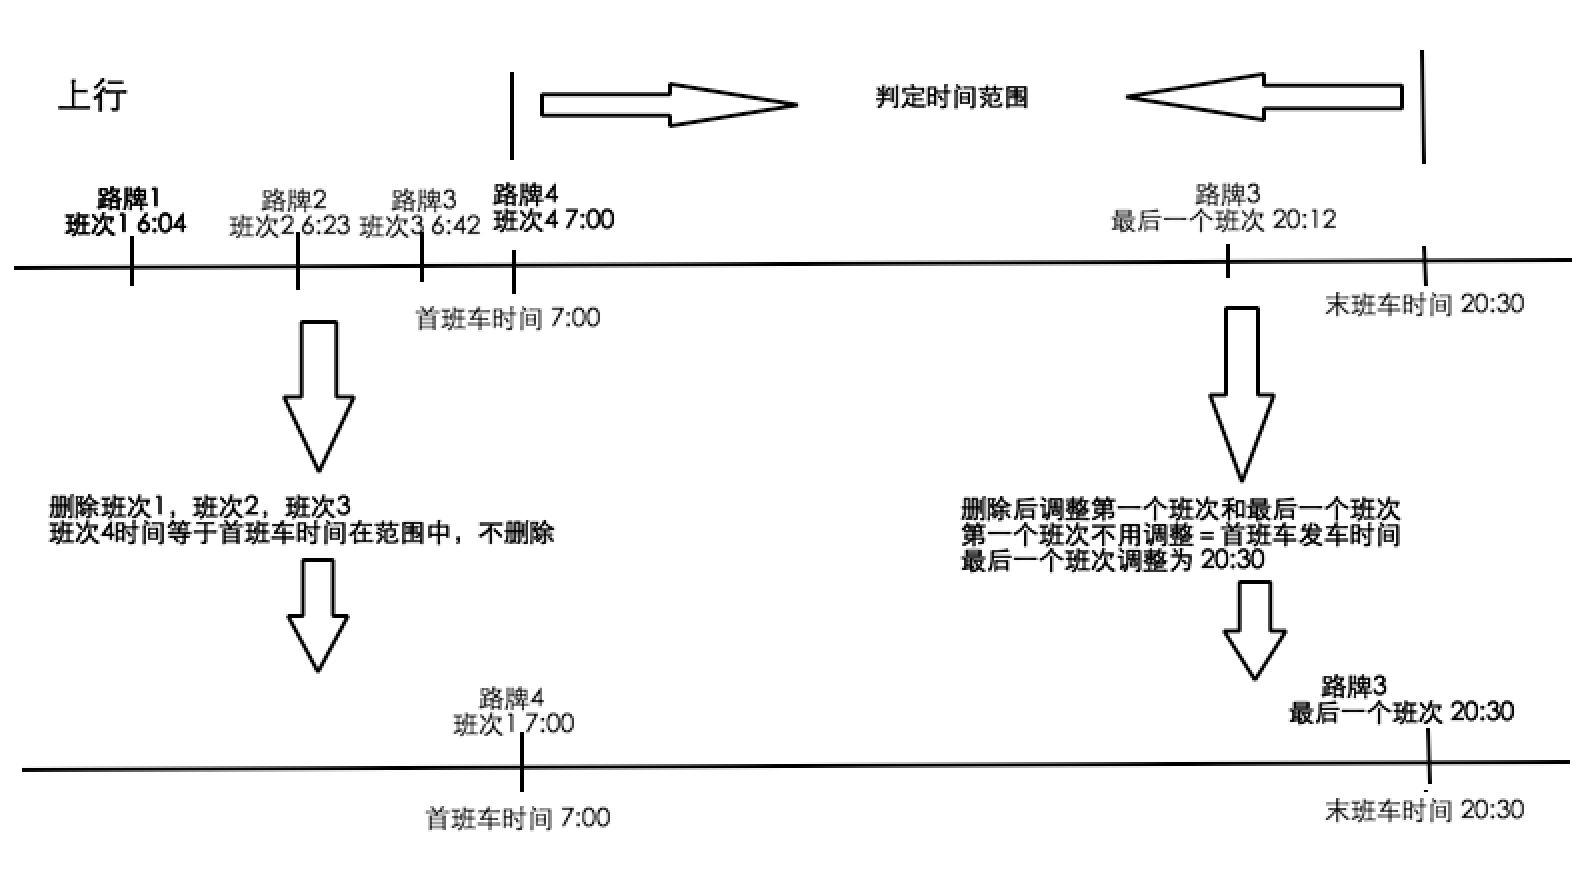 上行
判定时间范围
路牌1
班次1 6:04
路牌2
班次2 6:23
路牌3
班次3 6:42
路牌4
班次4 7:00
路牌3
最后一个班次 20:12
首班车时间 7:00
末班车时间 20:30
删除班次1，班次2，班次3
班次4时间等于首班车时间在范围中，不删除
删除后调整第一个班次和最后一个班次
第一个班次不用调整 = 首班车发车时间
最后一个班次调整为 20:30
路牌4
班次1 7:00
路牌3
最后一个班次 20:30
首班车时间 7:00
末班车时间 20:30